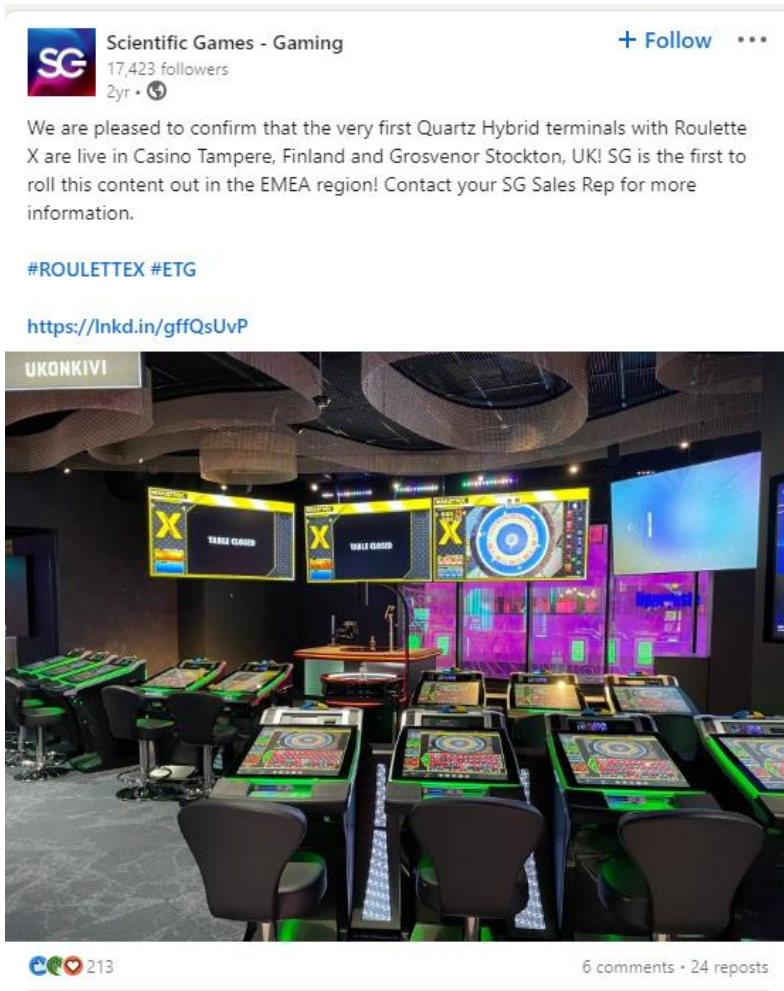 SG
Scientific Games - Gaming
+ Follow
17,423 followers
2yr •
We are pleased to confirm that the very first Quartz Hybrid terminals with Roulette
X are live in Casino Tampere, Finland and Grosvenor Stockton, UK! SG is the first to
roll this content out in the EMEA region! Contact your SG Sales Rep for more
information.
#ROULETTEX #ETG
https://lnkd.in/gffQsUvP
UKONKIVI
ROULETTEX
X
TABLE CLOSED
ROULETTEX
X
TABLE CLOSED
ROULETTEX
X
213
6 comments • 24 reposts